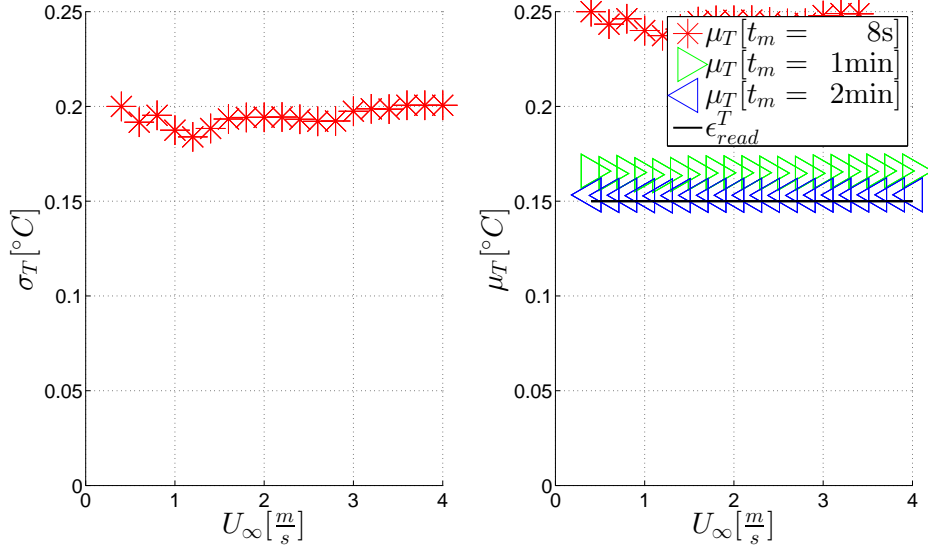 0.25
0.2
0.15
0.1
0.05
0
0 1 2 3 4
σ_T[°C]
U_∞[m/s]
0.25
0.2
0.15
0.1
0.05
0
0 1 2 3 4
μ_T[°C]
U_∞[m/s]
μ_T[t_m = 8s]
μ_T[t_m = 1min]
μ_T[t_m = 2min]
ϵ^T_read